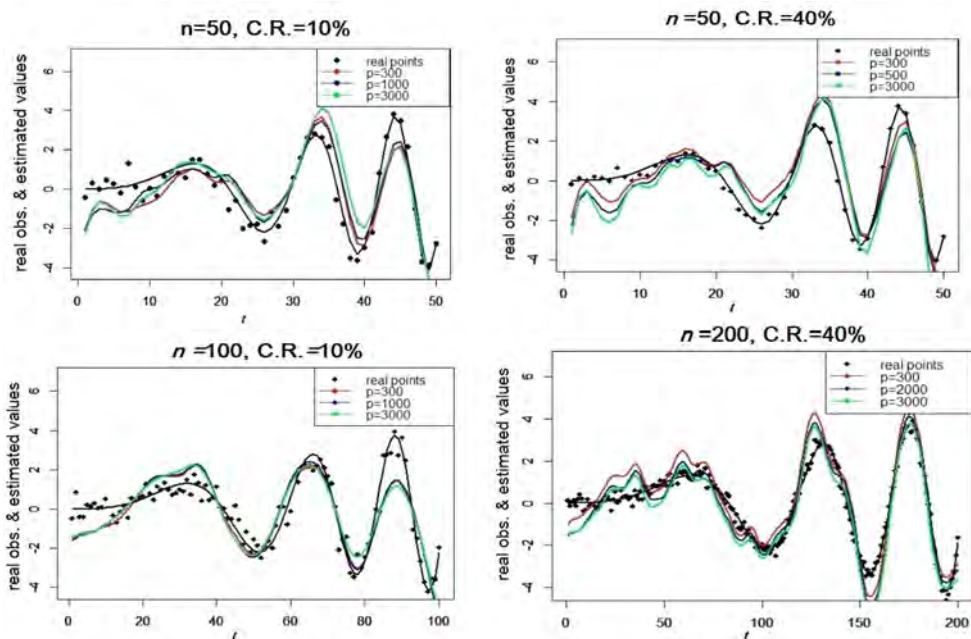 n=50, C.R.=10%
real obs. & estimated values
6
4
2
0
-2
-4
real points
p=300
p=1000
p=3000
0 10 20 30 40 50
t
n=50, C.R.=40%
real obs. & estimated values
6
4
2
0
-2
-4
real points
p=300
p=500
p=3000
0 10 20 30 40 50
t
n=100, C.R.=10%
real obs. & estimated values
6
4
2
0
-2
-4
real points
p=300
p=1000
p=3000
0 20 40 60 80 100
t
n=200, C.R.=40%
real obs. & estimated values
6
4
2
0
-2
-4
real points
p=300
p=2000
p=3000
0 50 100 150 200
t